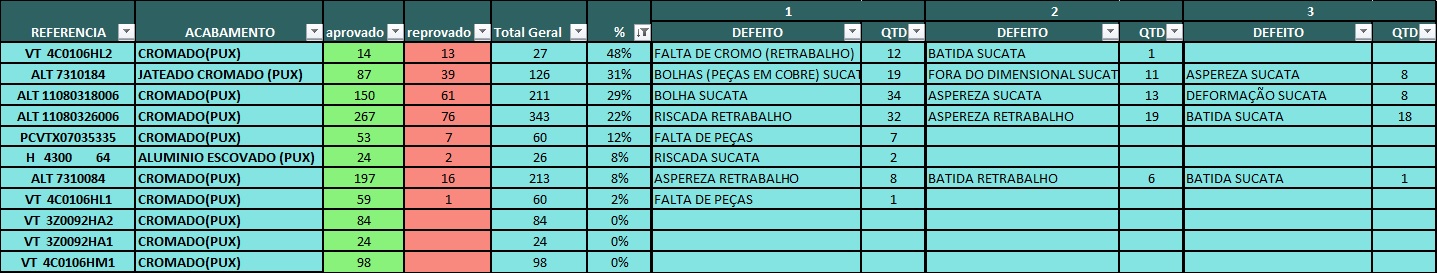 1 2 3
REFERENCIA ACABAMENTO aprovado reprovado Total Geral % DEFEITO QTD DEFEITO QTD DEFEITO QTD
VT 4C0106HL2 CROMADO(PUX) 14 13 27 48% FALTA DE CROMO (RETRABALHO) 12 BATIDA SUCATA 1
ALT 7310184 JATEADO CROMADO (PUX) 87 39 126 31% BOLHAS (PEÇAS EM COBRE) SUCAT 19 FORA DO DIMENSIONAL SUCAT 11 ASPEREZA SUCATA 8
ALT 11080318006 CROMADO(PUX) 150 61 211 29% BOLHA SUCATA 34 ASPEREZA SUCATA 13 DEFORMAÇÃO SUCATA 8
ALT 11080326006 CROMADO(PUX) 267 76 343 22% RISCADA RETRABALHO 32 ASPEREZA RETRABALHO 19 BATIDA SUCATA 18
PCVTX07035335 CROMADO(PUX) 53 7 60 12% FALTA DE PEÇAS 7
H 4300 64 ALUMINIO ESCOVADO (PUX) 24 2 26 8% RISCADA SUCATA 2
ALT 7310084 CROMADO(PUX) 197 16 213 8% ASPEREZA RETRABALHO 8 BATIDA RETRABALHO 6 BATIDA SUCATA 1
VT 4C0106HL1 CROMADO(PUX) 59 1 60 2% FALTA DE PEÇAS 1
VT 3Z0092HA2 CROMADO(PUX) 84 84 0%
VT 3Z0092HA1 CROMADO(PUX) 24 24 0%
VT 4C0106HM1 CROMADO(PUX) 98 98 0%